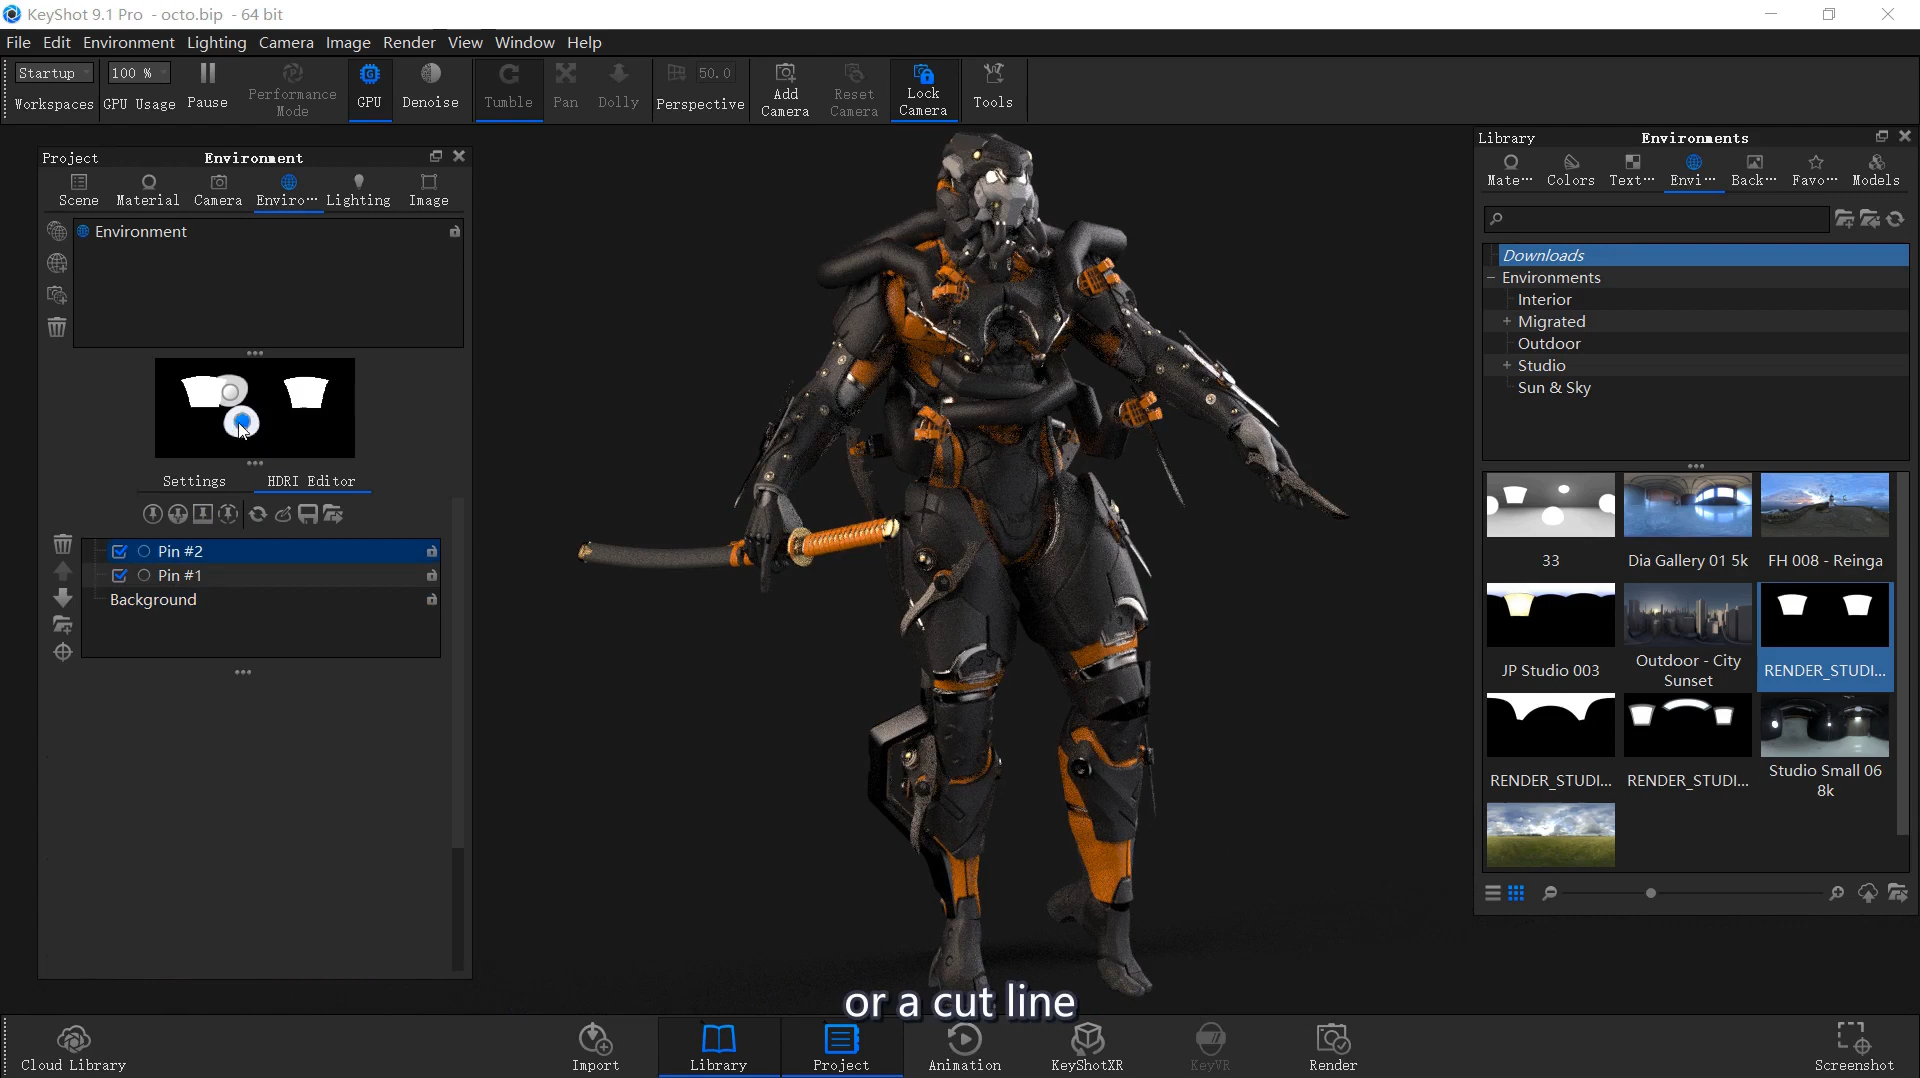 KeyShot 9.1 Pro - octo.bip - 64 bit
File Edit Environment Lighting Camera Image Render View Window Help
Startup 100 % 50.0
Workspaces GPU Usage Pause Performance Mode GPU Denoise Tumble Pan Dolly Perspective Add Camera Reset Camera Lock Camera Tools
Project Environment
Scene Material Camera Enviro··· Lighting Image
Environment
Settings HDRI Editor
Pin #2
Pin #1
Background
Library Environments
Mate··· Colors Text··· Envi··· Back··· Favo··· Models
Downloads
Environments
Interior
Migrated
Outdoor
Studio
Sun & Sky
33 Dia Gallery 01 5k FH 008 - Reinga
JP Studio 003 Outdoor - City Sunset RENDER_STUDI...
RENDER_STUDI... RENDER_STUDI... Studio Small 06 8k
or a cut line
Cloud Library Import Library Project Animation KeyShotXR KeyVR Render Screenshot